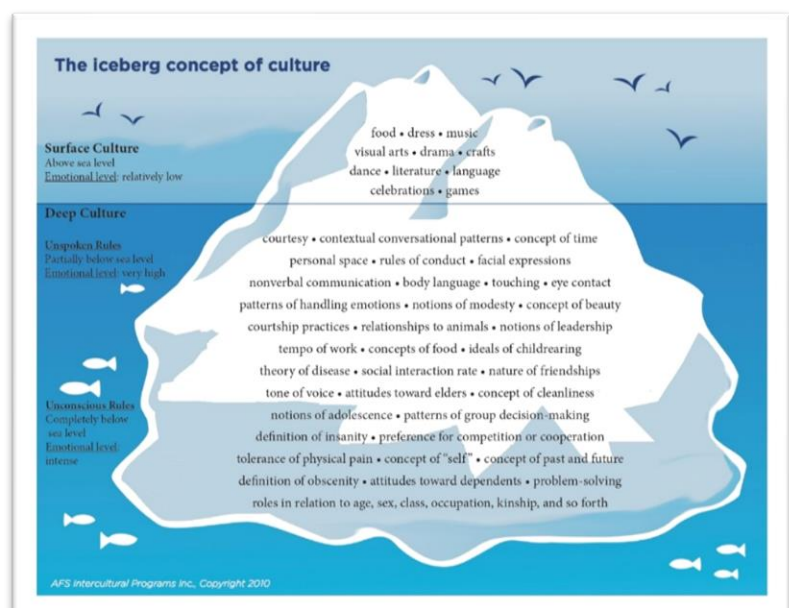 The iceberg concept of culture
Surface Culture
Above sea level
Emotional level: relatively low
food • dress • music
visual arts • drama • crafts
dance • literature • language
celebrations • games
Deep Culture
Unspoken Rules
Partially below sea level
Emotional level: very high
courtesy • contextual conversational patterns • concept of time
personal space • rules of conduct • facial expressions
nonverbal communication • body language • touching • eye contact
patterns of handling emotions • notions of modesty • concept of beauty
courtship practices • relationships to animals • notions of leadership
tempo of work • concepts of food • ideals of childrearing
theory of disease • social interaction rate • nature of friendships
tone of voice • attitudes toward elders • concept of cleanliness
Unconscious Rules
Completely below
sea level
Emotional level:
intense
notions of adolescence • patterns of group decision-making
definition of insanity • preference for competition or cooperation
tolerance of physical pain • concept of "self" • concept of past and future
definition of obscenity • attitudes toward dependents • problem-solving
roles in relation to age, sex, class, occupation, kinship, and so forth
AFS Intercultural Programs Inc., Copyright 2010